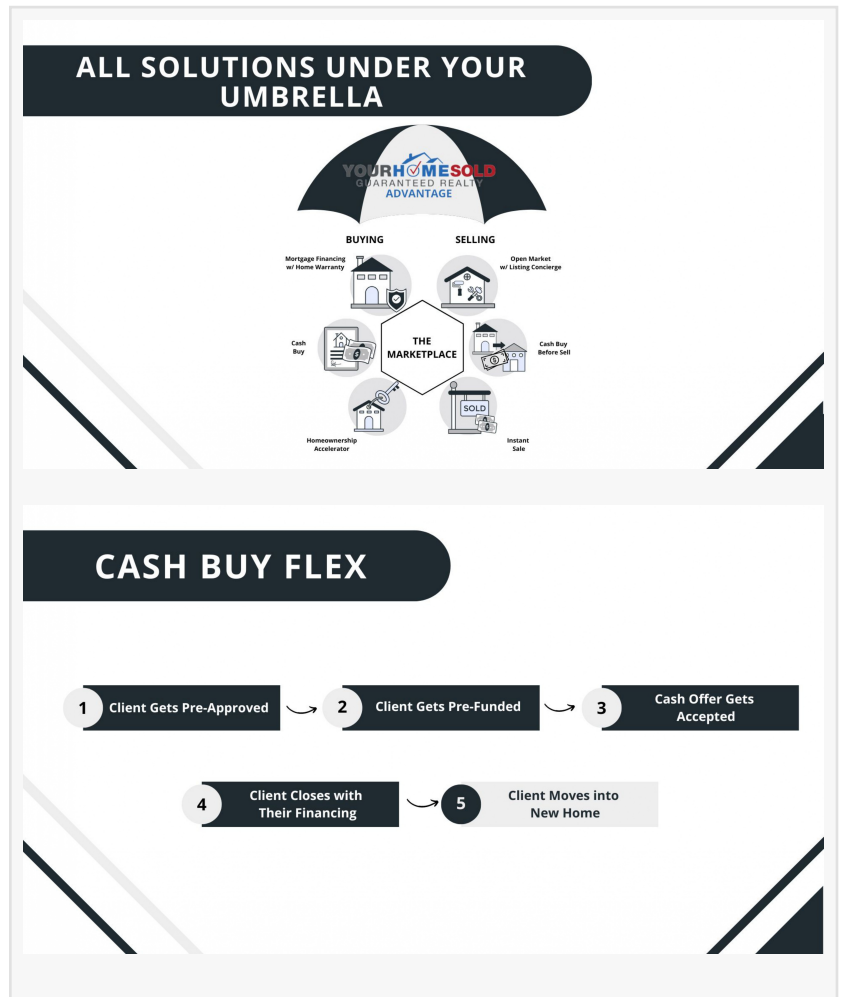 ALL SOLUTIONS UNDER YOUR
UMBRELLA
YOURHOMESOLD
GUARANTEED REALTY
ADVANTAGE
BUYING
SELLING
Mortgage Financing
w/ Home Warranty
Open Market
w/ Listing Concierge
Cash
Buy
THE
MARKETPLACE
Cash Buy
Before Sell
SOLD
Homeownership
Accelerator
Instant
Sale
CASH BUY FLEX
1 Client Gets Pre-Approved
2 Client Gets Pre-Funded
3 Cash Offer Gets
Accepted
4 Client Closes with
Their Financing
5 Client Moves into
New Home